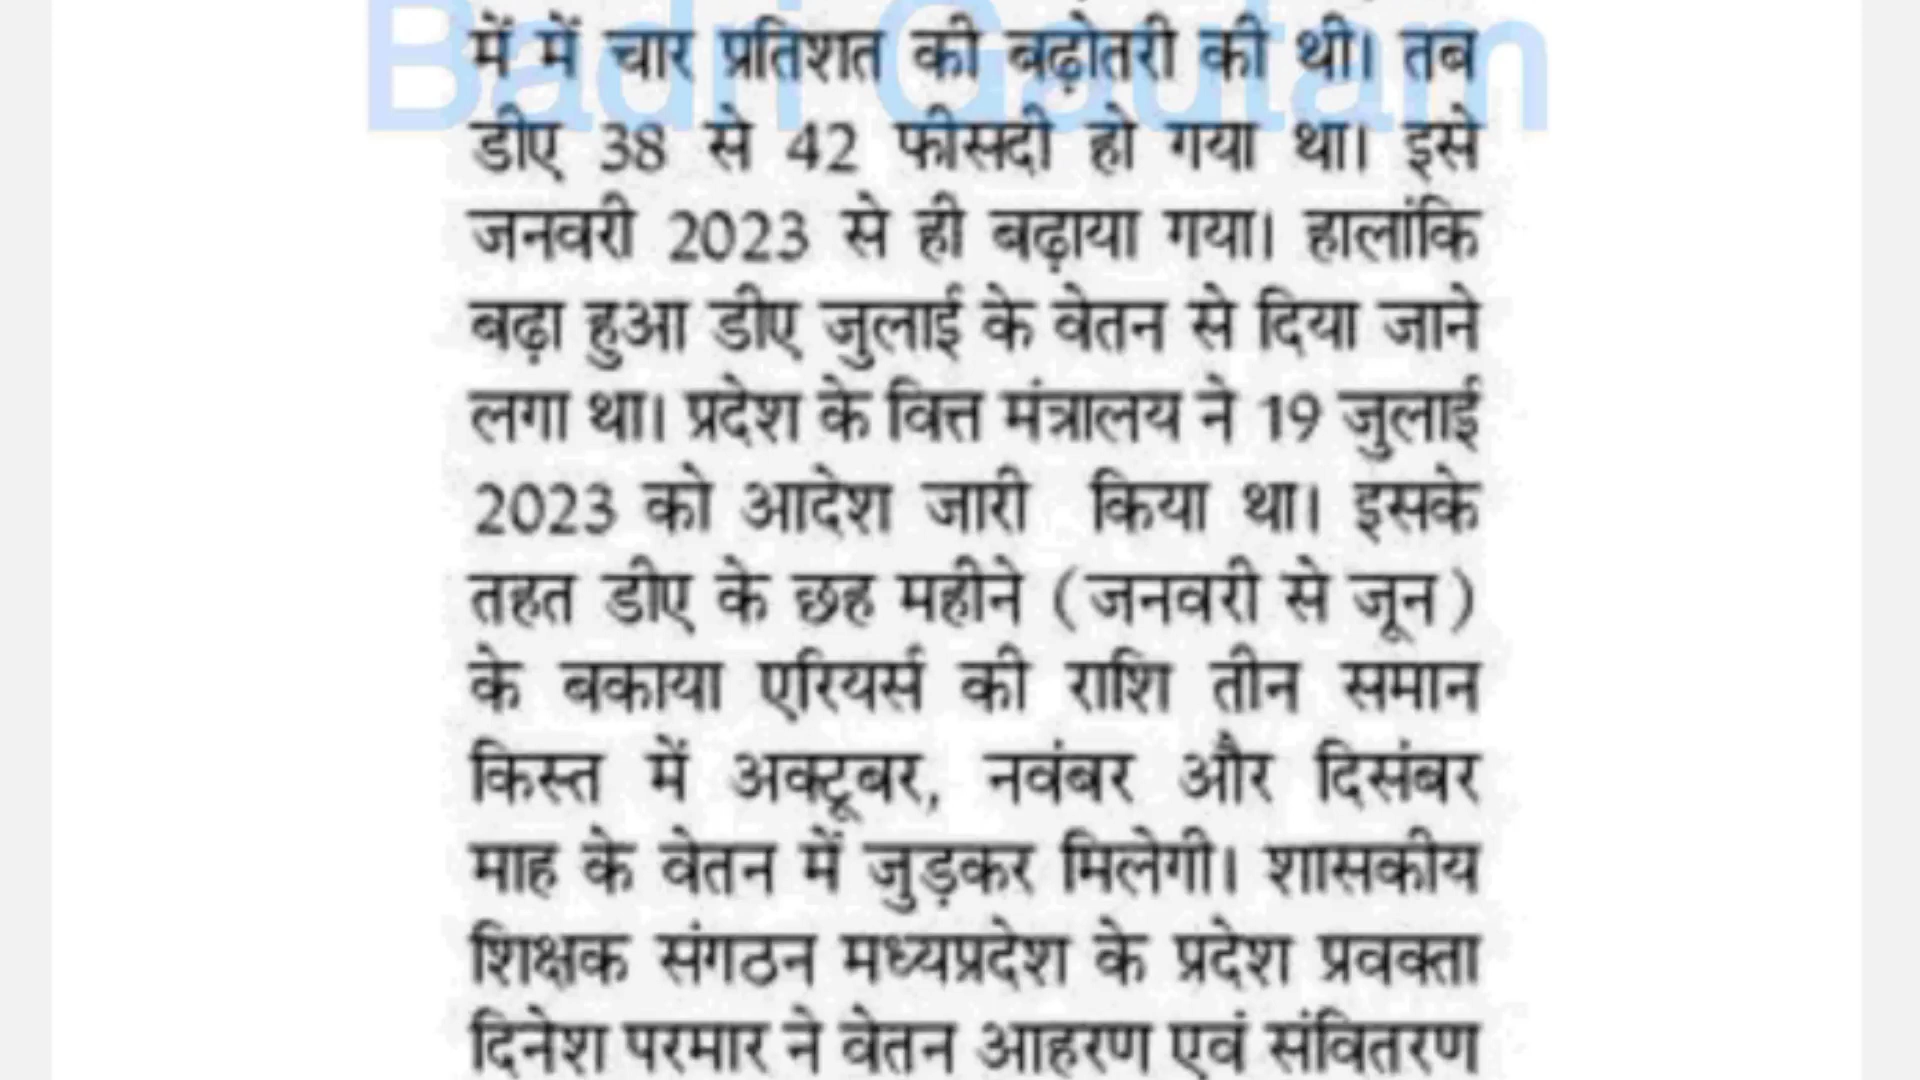 Badri Gautam
में में चार प्रतिशत की बढ़ोतरी की थी। तब
डीए 38 से 42 फीसदी हो गया था। इसे
जनवरी 2023 से ही बढ़ाया गया। हालांकि
बढ़ा हुआ डीए जुलाई के वेतन से दिया जाने
लगा था। प्रदेश के वित्त मंत्रालय ने 19 जुलाई
2023 को आदेश जारी किया था। इसके
तहत डीए के छह महीने (जनवरी से जून)
के बकाया एरियर्स की राशि तीन समान
किस्त में अक्टूबर, नवंबर और दिसंबर
माह के वेतन में जुड़कर मिलेगी। शासकीय
शिक्षक संगठन मध्यप्रदेश के प्रदेश प्रवक्ता
दिनेश परमार ने वेतन आहरण एवं संवितरण